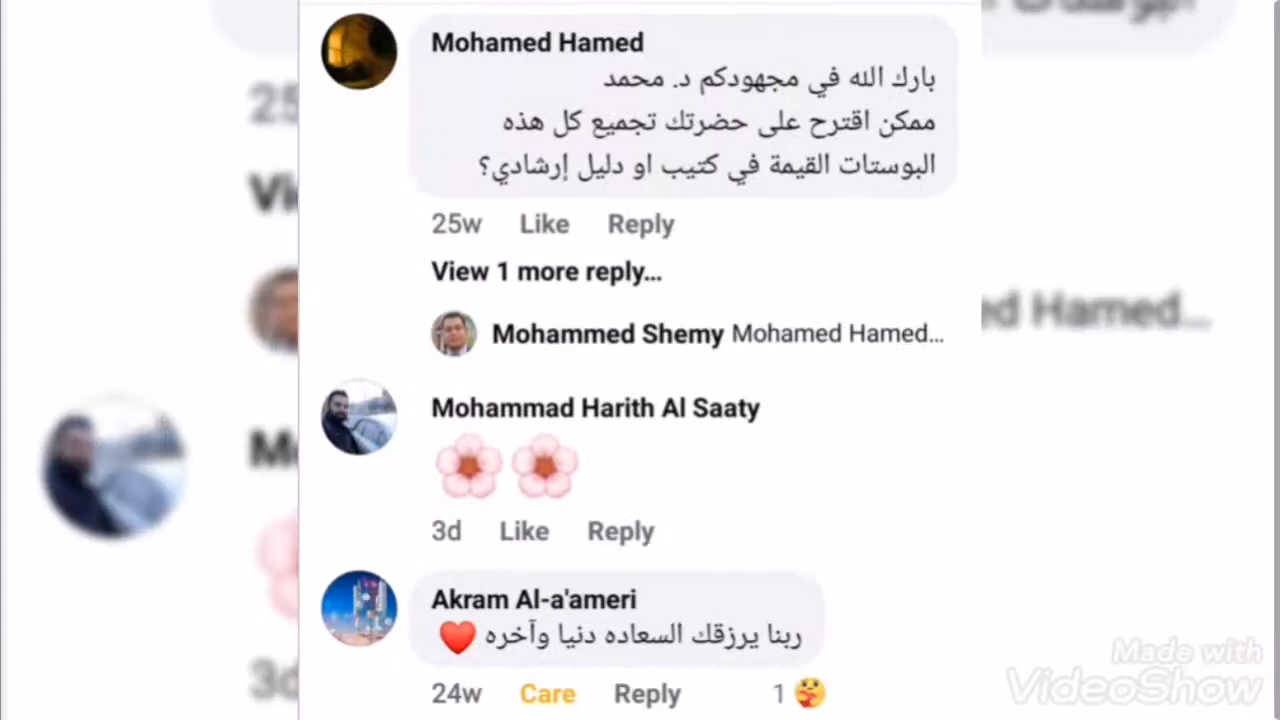 Mohamed Hamed
بارك الله في مجهودكم د. محمد
ممكن اقترح على حضرتك تجميع كل هذه
البوستات القيمة في كتيب او دليل إرشادي؟
25w Like Reply
View 1 more reply...
Mohammed Shemy Mohamed Hamed...
Mohammad Harith Al Saaty
🌸🌸
3d Like Reply
Akram Al-a'ameri
ربنا يرزقك السعاده دنيا وآخره ❤️
24w Care Reply 1
Made with
VideoShow